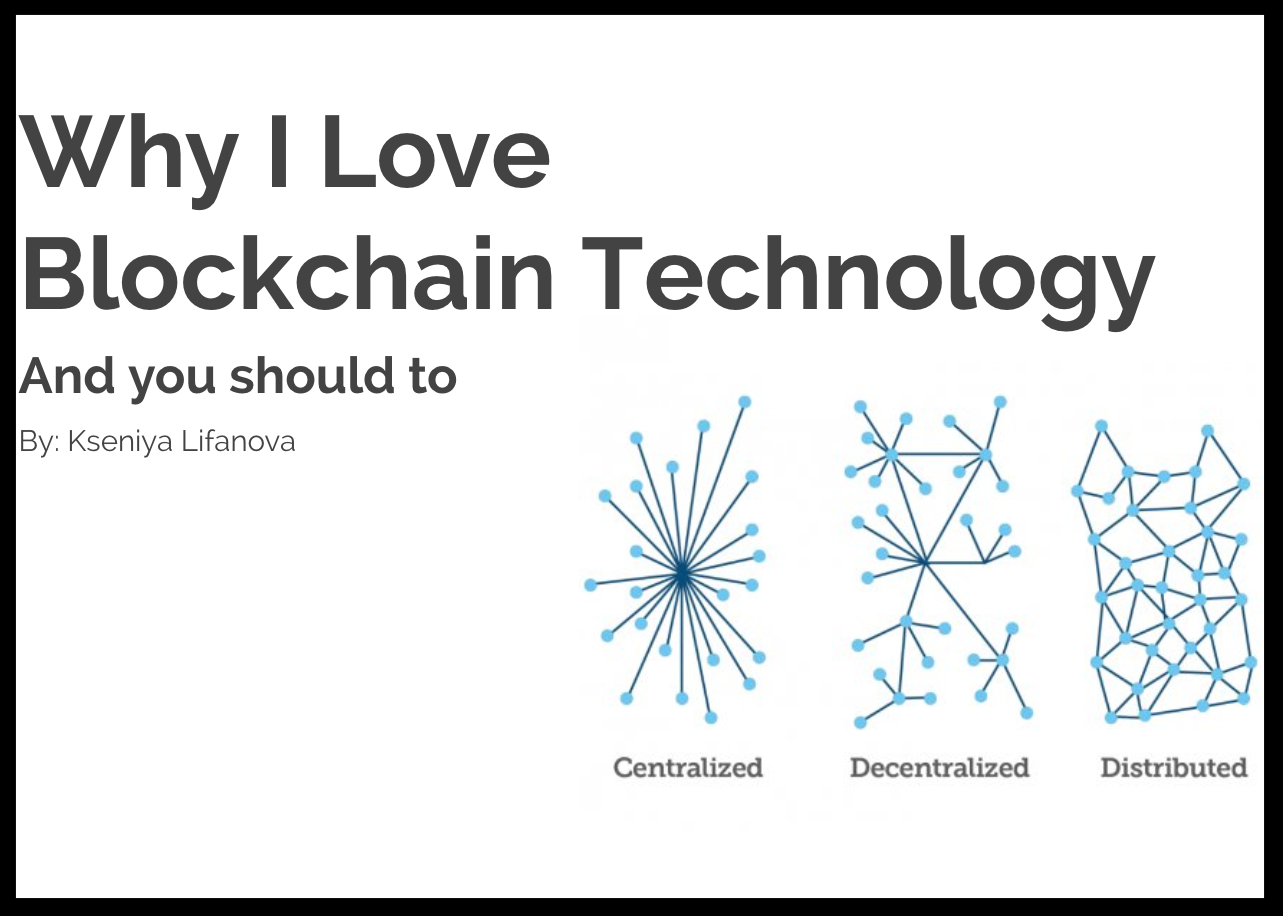 Why I Love
Blockchain Technology
And you should to
By: Kseniya Lifanova
Centralized
Decentralized
Distributed